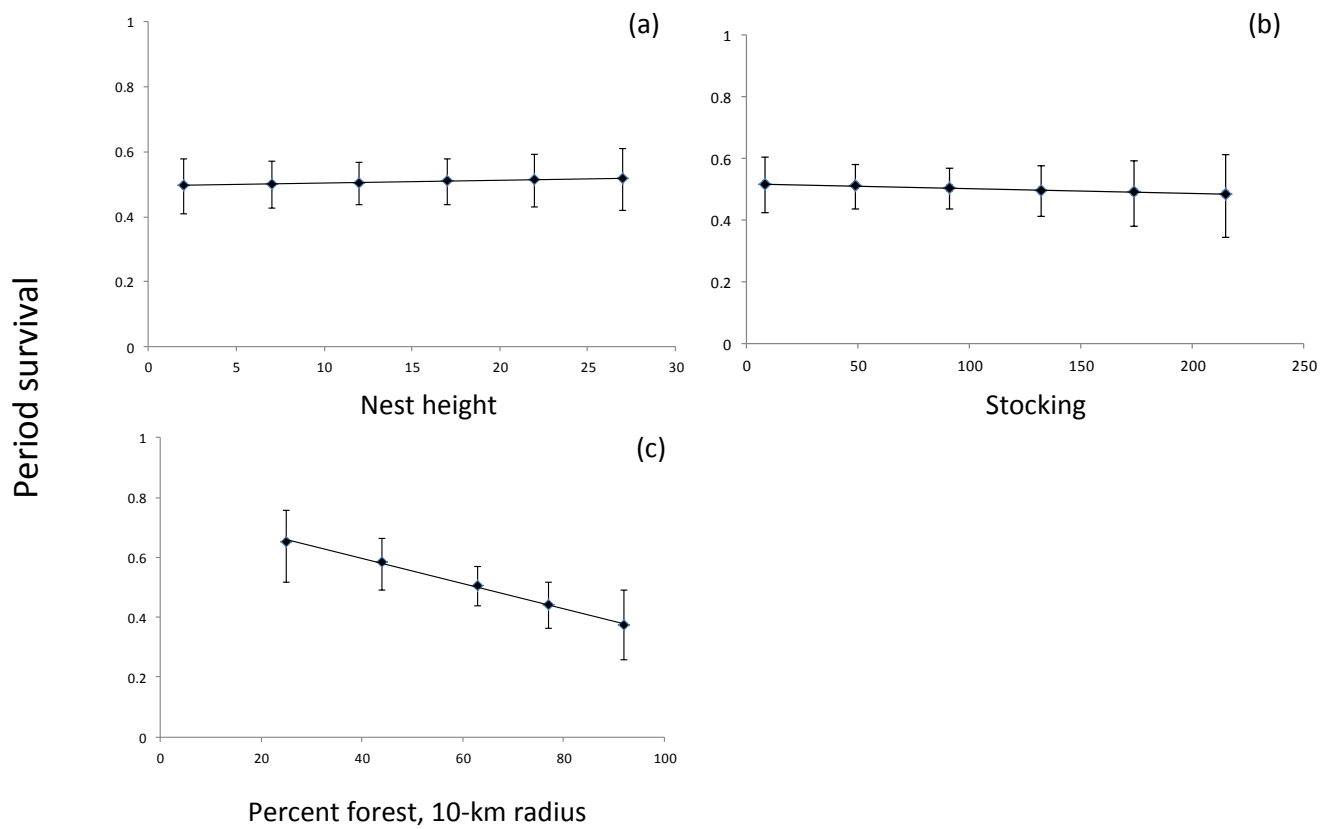 (a)
1
0.8
0.6
0.4
0.2
0
0 5 10 15 20 25 30
Nest height
(b)
1
0.8
0.6
0.4
0.2
0
0 50 100 150 200 250
Stocking
Period survival
(c)
1
0.8
0.6
0.4
0.2
0
0 20 40 60 80 100
Percent forest, 10-km radius